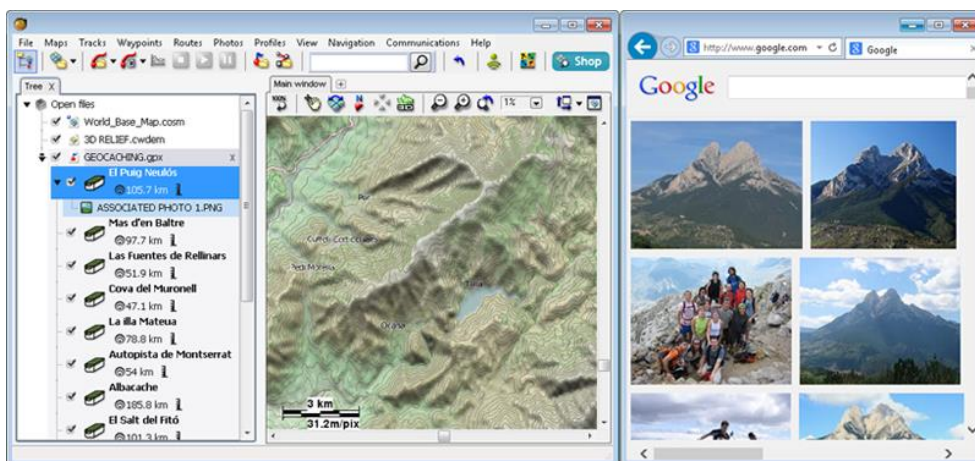 File Maps Tracks Waypoints Routes Photos Profiles View Navigation Communications Help
Shop
Tree X
Open files
World_Base_Map.cosm
3D RELIEF.cwdem
GEOCACHING.gpx x
El Puig Neulós
105.7 km
ASSOCIATED PHOTO 1.PNG
Mas d'en Baltre
97.7 km
Las Fuentes de Rellinars
51.9 km
Cova del Muronell
47.1 km
La illa Mateua
78.8 km
Autopista de Montserrat
54 km
Albacache
185.8 km
El Salt del Fitó
101.3 km
Main window
100%
1%
Tedi Morella
Ocaña
3 km
31.2m/pix
http://www.google.com
Google
Google